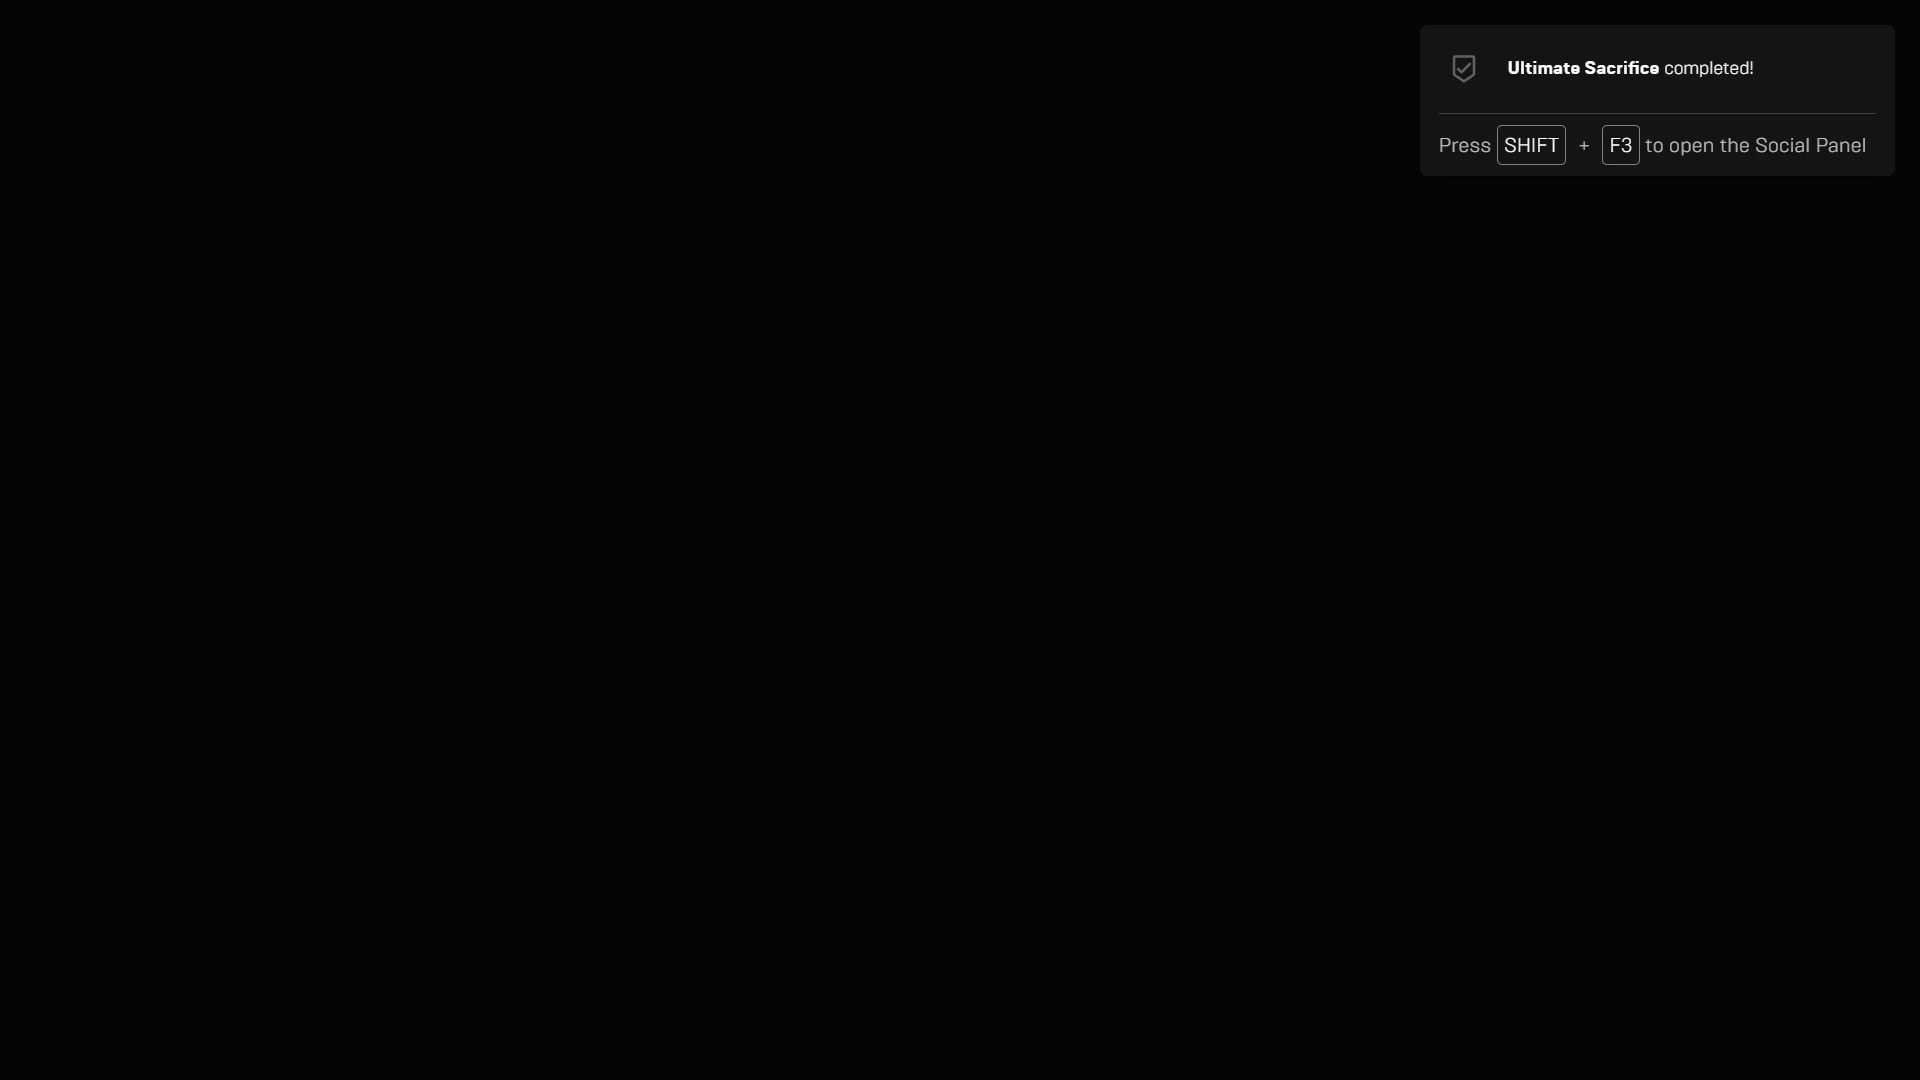 Ultimate Sacrifice completed!
Press SHIFT + F3 to open the Social Panel